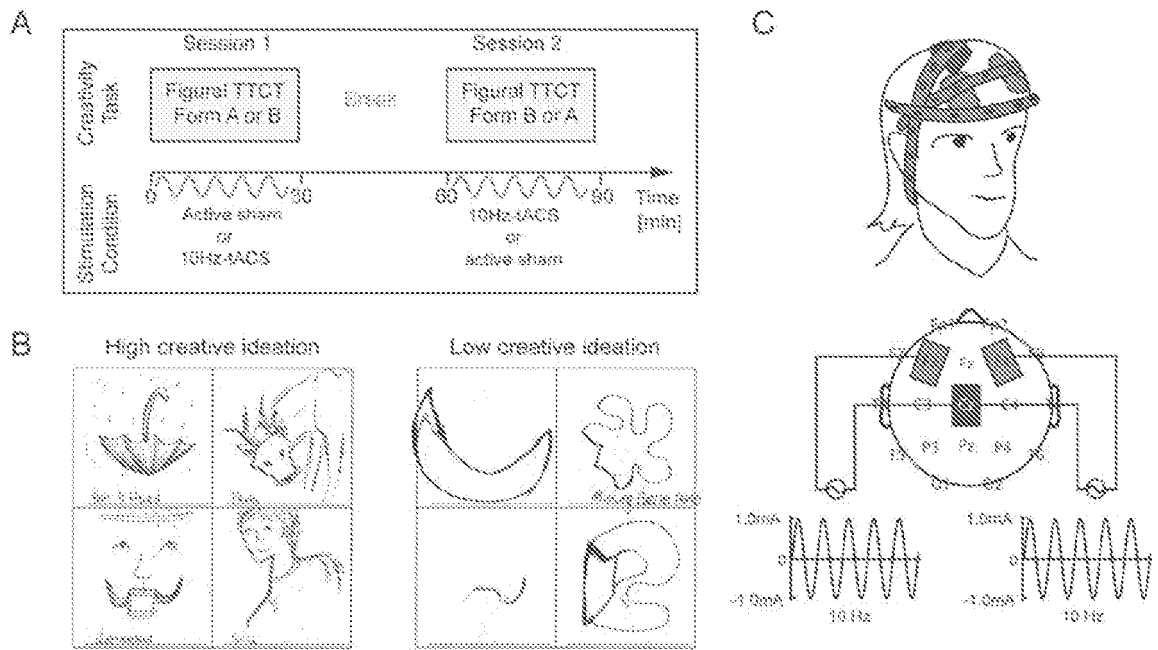 A
Session 1
Session 2
Creativity
Task
Figural TTCT
Form A or B
Break
Figural TTCT
Form B or A
Stimulation
Condition
0
30
60
90
Time
[min]
Active sham
or
10Hz-tACS
10Hz-tACS
or
active sham
B
High creative ideation
Low creative ideation
C
Fz
C3
C4
P3
Pz
P4
1.0mA
0
-1.0mA
10 Hz
1.0mA
0
-1.0mA
10 Hz